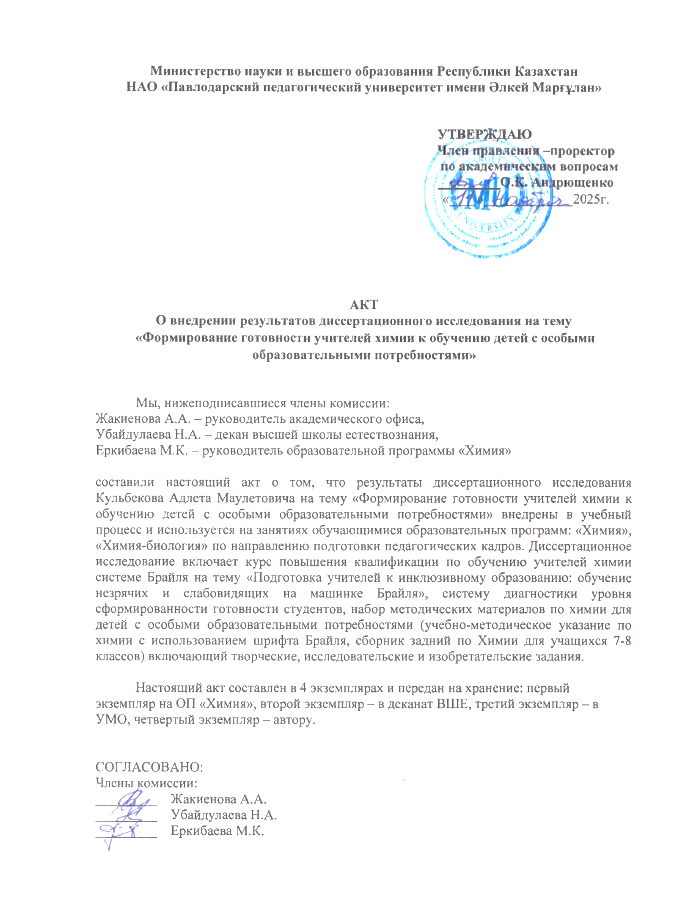 Министерство науки и высшего образования Республики Казахстан
НАО «Павлодарский педагогический университет имени Әлкей Марғұлан»
УТВЕРЖДАЮ
Член правления –проректор
по академическим вопросам
О.К. Андрющенко
« 11 » 2025г.
UNIVERSITY
АКТ
О внедрении результатов диссертационного исследования на тему
«Формирование готовности учителей химии к обучению детей с особыми
образовательными потребностями»
Мы, нижеподписавшиеся члены комиссии:
Жакиенова А.А. – руководитель академического офиса,
Убайдулаева Н.А. – декан высшей школы естествознания,
Еркибаева М.К. – руководитель образовательной программы «Химия»
составили настоящий акт о том, что результаты диссертационного исследования
Кульбекова Адлета Маулетовича на тему «Формирование готовности учителей химии к
обучению детей с особыми образовательными потребностями» внедрены в учебный
процесс и используется на занятиях обучающимися образовательных программ: «Химия»,
«Химия-биология» по направлению подготовки педагогических кадров. Диссертационное
исследование включает курс повышения квалификации по обучению учителей химии
системе Брайля на тему «Подготовка учителей к инклюзивному образованию: обучение
незрячих и слабовидящих на машинке Брайля», систему диагностики уровня
сформированности готовности студентов, набор методических материалов по химии для
детей с особыми образовательными потребностями (учебно-методическое указание по
химии с использованием шрифта Брайля, сборник задний по Химии для учащихся 7-8
классов) включающий творческие, исследовательские и изобретательские задания.
Настоящий акт составлен в 4 экземплярах и передан на хранение: первый
экземпляр на ОП «Химия», второй экземпляр – в деканат ВШЕ, третий экземпляр – в
УМО, четвертый экземпляр – автору.
СОГЛАСОВАНО:
Члены комиссии:
Жакиенова А.А.
Убайдулаева Н.А.
Еркибаева М.К.